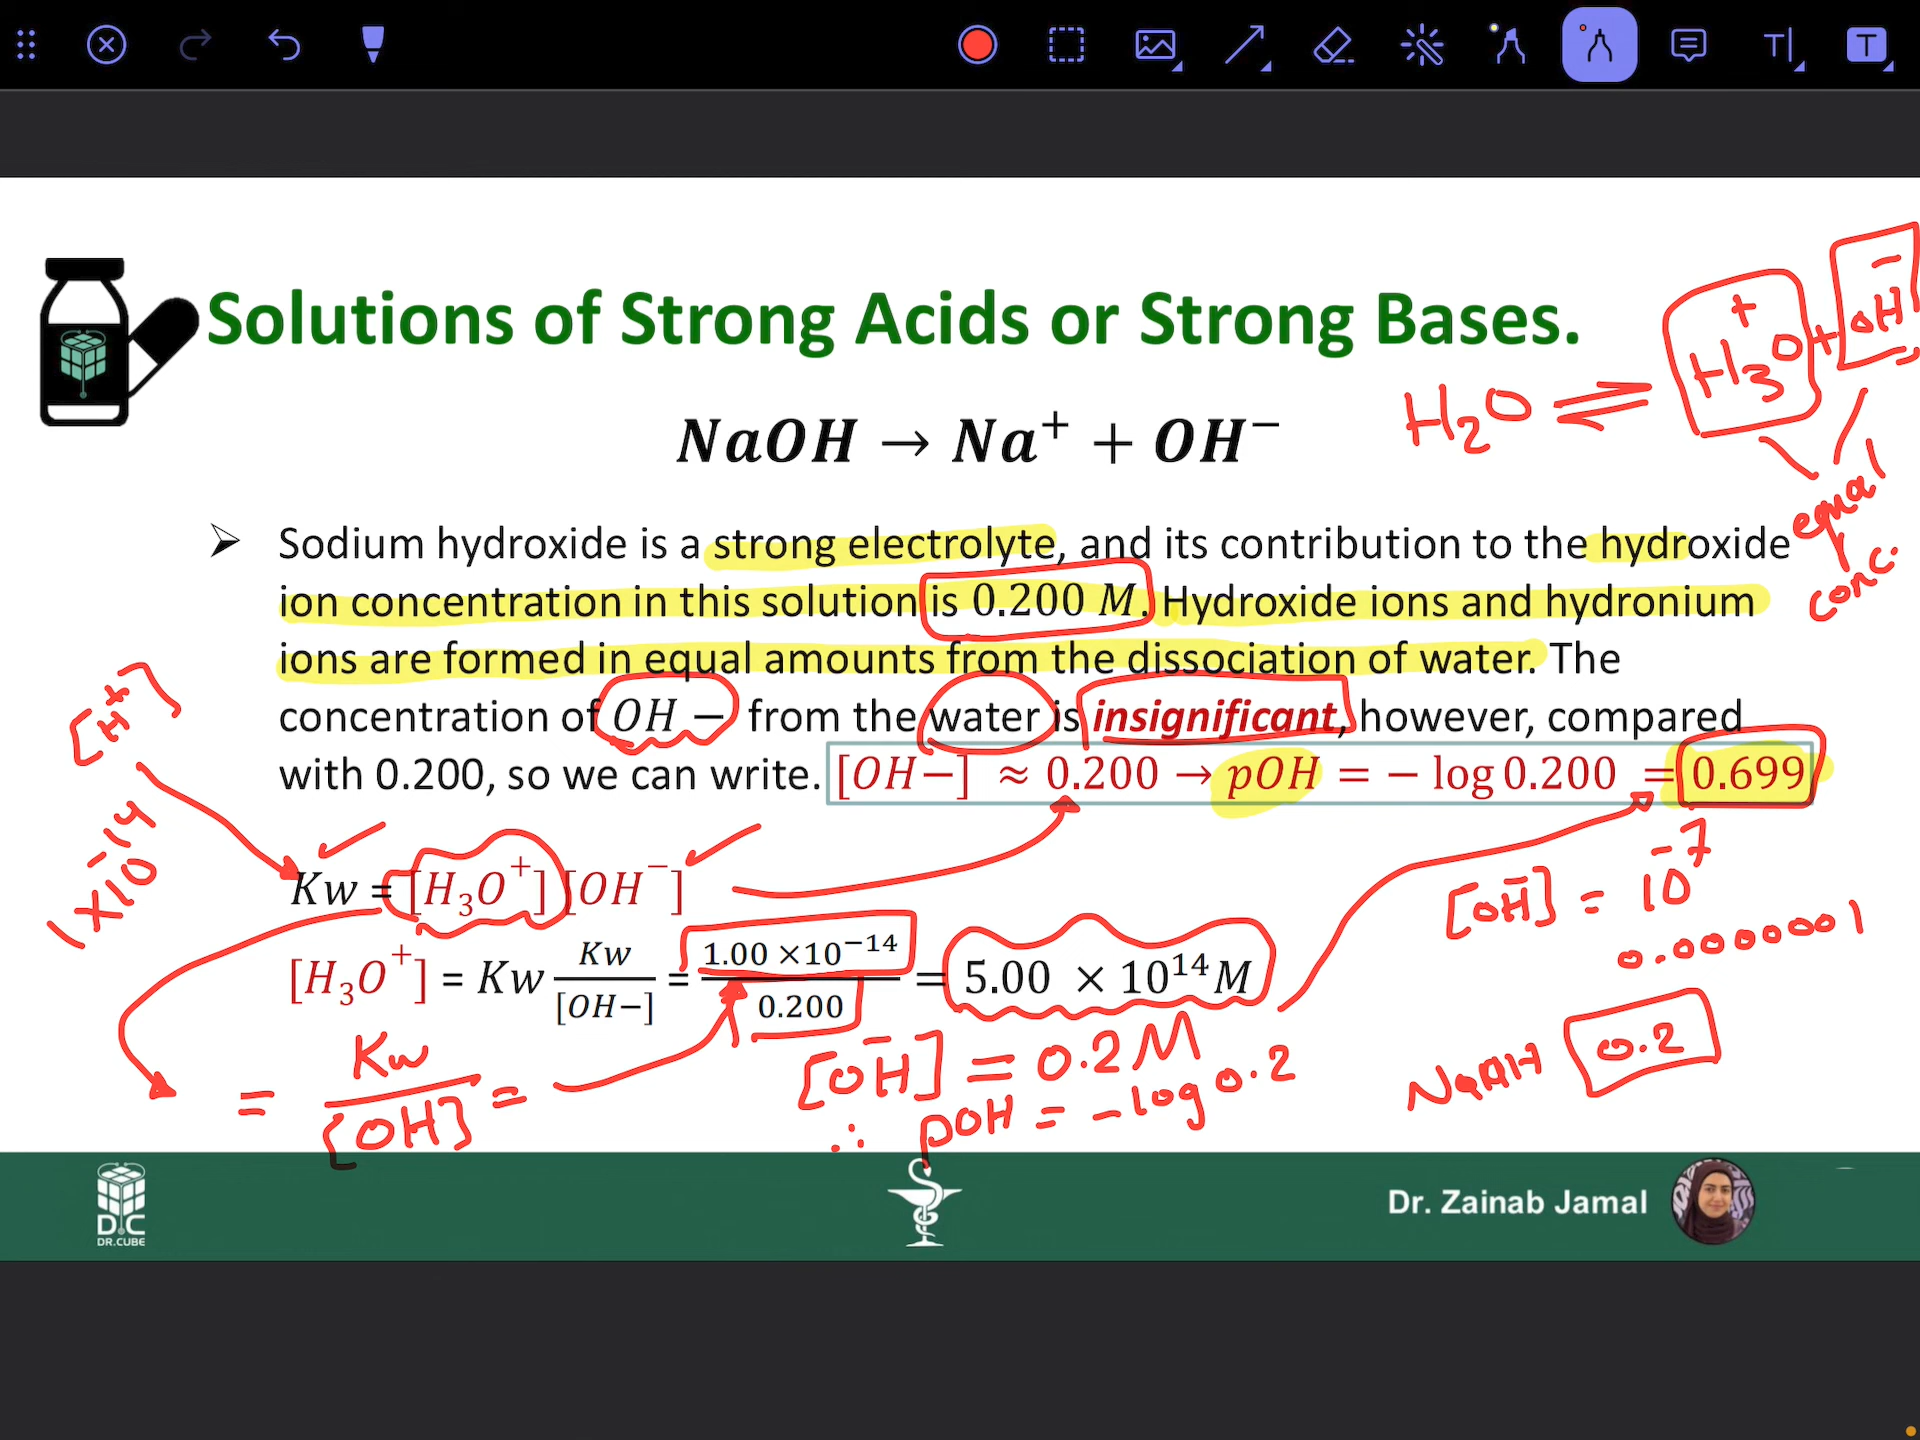 Solutions of Strong Acids or Strong Bases.
H₂O ⇌ H₃O⁺ + OH⁻
equal
conc.
NaOH → Na⁺ + OH⁻
➢ Sodium hydroxide is a strong electrolyte, and its contribution to the hydroxide
ion concentration in this solution is 0.200 M. Hydroxide ions and hydronium
ions are formed in equal amounts from the dissociation of water. The
concentration of OH − from the water is insignificant, however, compared
with 0.200, so we can write. [OH−] ≈ 0.200 → pOH = − log 0.200 = 0.699
[H⁺]
1×10⁻¹⁴
Kw = [H₃O⁺] [OH⁻]
[OH⁻] = 10⁻⁷
0.0000001
[H₃O⁺] = Kw Kw/[OH−] = 1.00 ×10⁻¹⁴/0.200 = 5.00 × 10¹⁴ M
= Kw/[OH] =
[OH⁻] = 0.2 M
∴ pOH = -log 0.2
NaOH 0.2
D C
DR.CUBE
Dr. Zainab Jamal